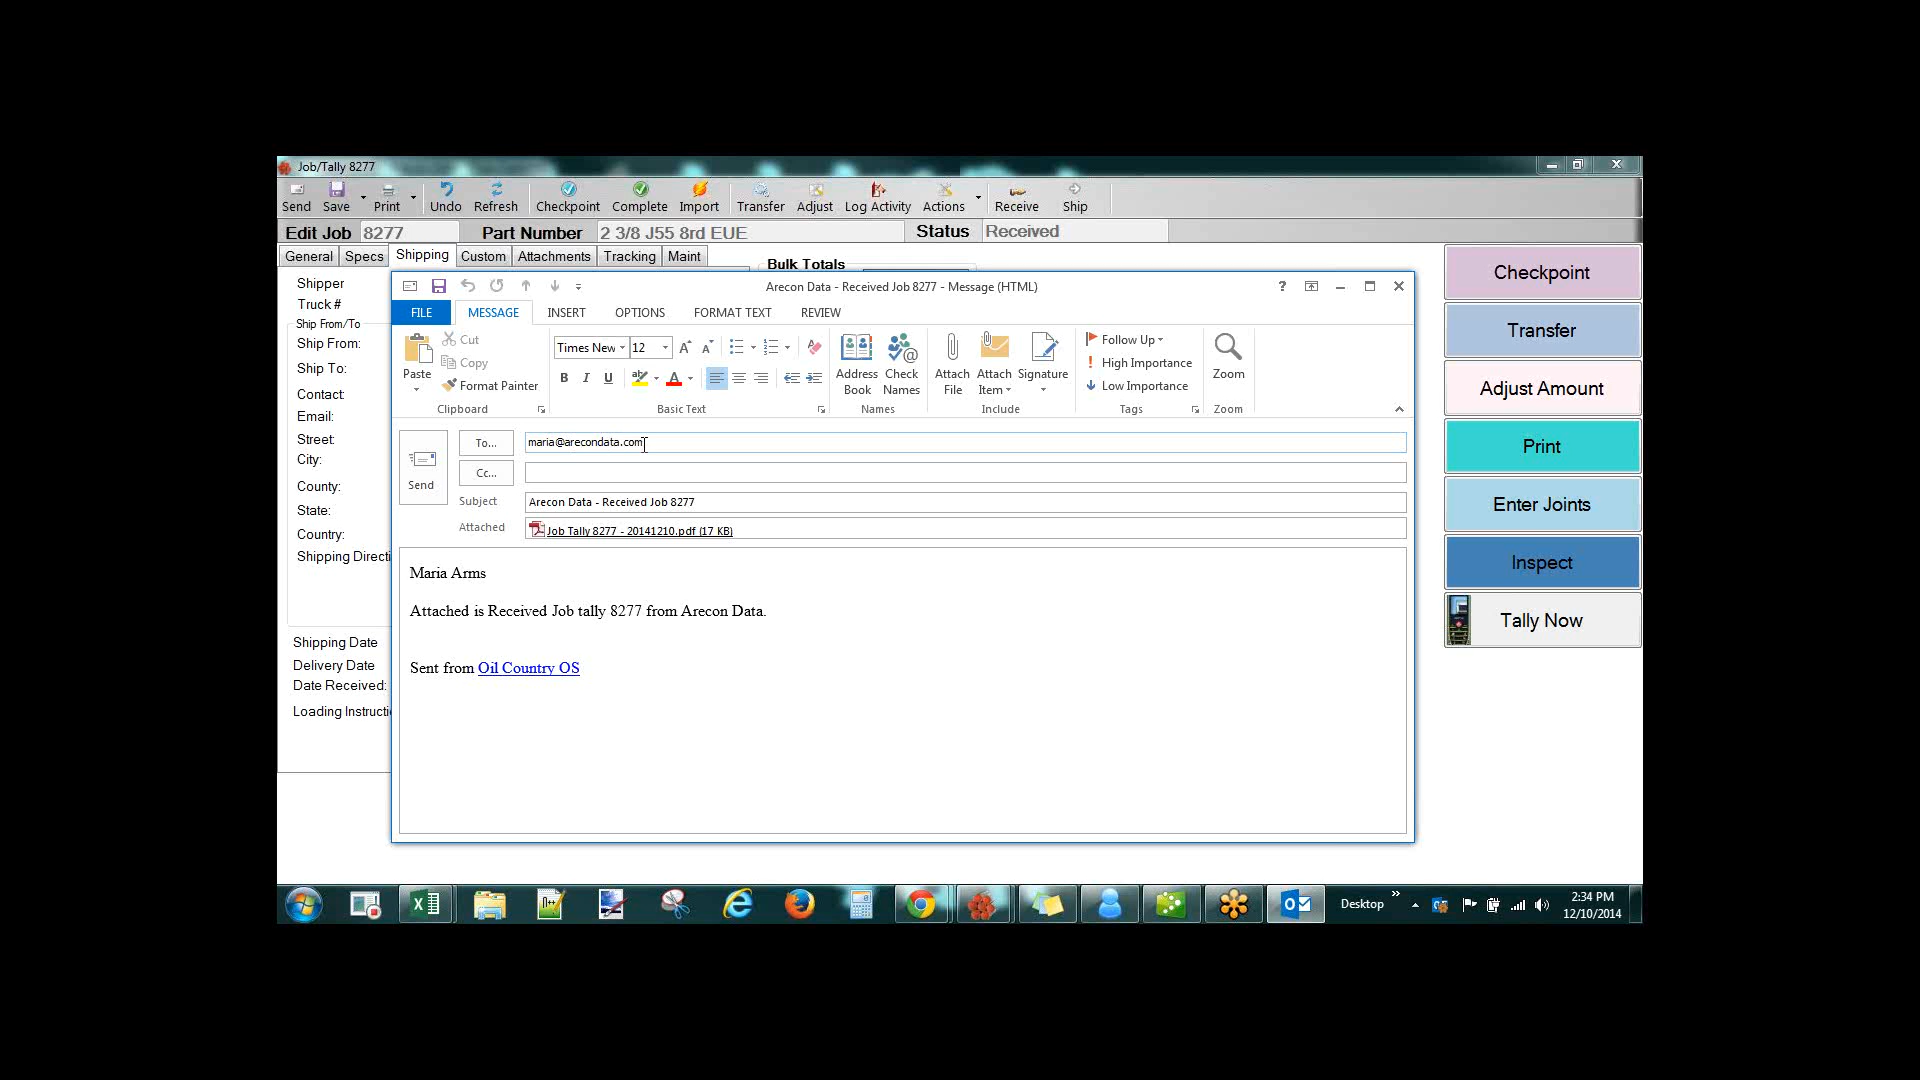 Job/Tally 8277
Send Save Print Undo Refresh Checkpoint Complete Import Transfer Adjust Log Activity Actions Receive Ship
Edit Job 8277 Part Number 2 3/8 J55 8rd EUE Status Received
General Specs Shipping Custom Attachments Tracking Maint
Bulk Totals
Shipper
Truck #
Ship From/To
Ship From:
Ship To:
Contact:
Email:
Street:
City:
County:
State:
Country:
Shipping Directi
Shipping Date
Delivery Date
Date Received:
Loading Instructi
Arecon Data - Received Job 8277 - Message (HTML)
FILE MESSAGE INSERT OPTIONS FORMAT TEXT REVIEW
Paste
Cut
Copy
Format Painter
Clipboard
Times New 12
B I U
Basic Text
Address Book
Check Names
Names
Attach File
Attach Item
Signature
Include
Follow Up
High Importance
Low Importance
Tags
Zoom
Zoom
Send
To... maria@arecondata.com
Cc...
Subject Arecon Data - Received Job 8277
Attached Job Tally 8277 - 20141210.pdf (17 KB)
Maria Arms
Attached is Received Job tally 8277 from Arecon Data.
Sent from Oil Country OS
Checkpoint
Transfer
Adjust Amount
Print
Enter Joints
Inspect
Tally Now
Desktop
2:34 PM
12/10/2014